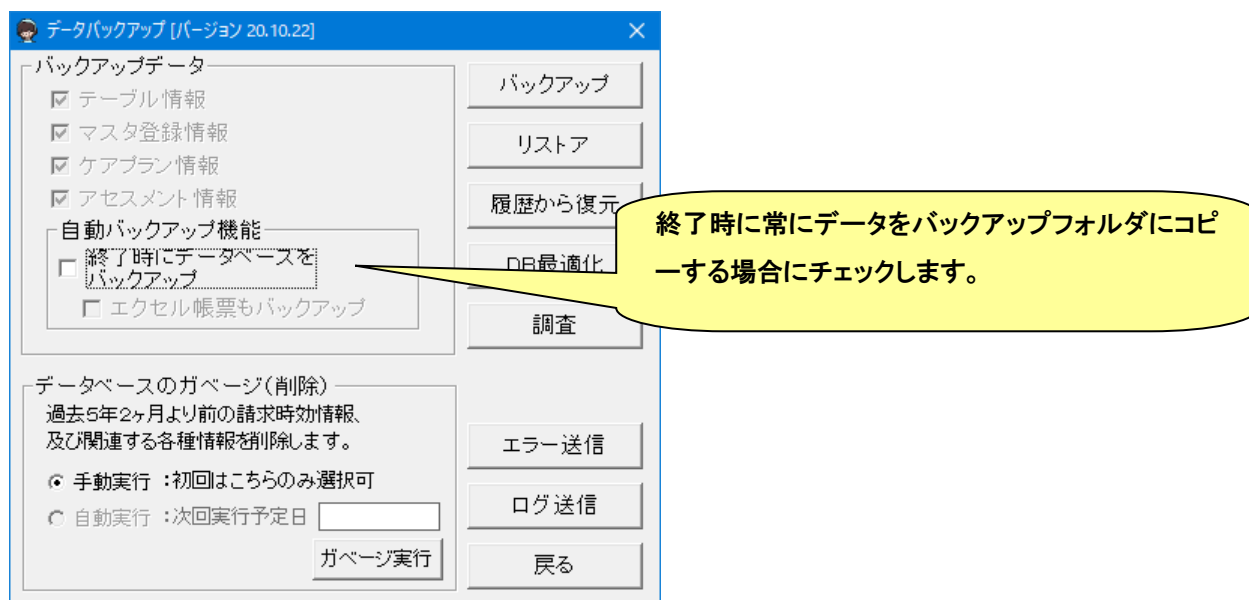 データバックアップ [バージョン 20.10.22]
バックアップデータ
テーブル情報
マスタ登録情報
ケアプラン情報
アセスメント情報
自動バックアップ機能
終了時にデータベースを
バックアップ
エクセル帳票もバックアップ
バックアップ
リストア
履歴から復元
DB最適化
調査
終了時に常にデータをバックアップフォルダにコピ
ーする場合にチェックします。
データベースのガベージ(削除)
過去5年2ヶ月より前の請求時効情報、
及び関連する各種情報を削除します。
手動実行 :初回はこちらのみ選択可
自動実行 :次回実行予定日
ガベージ実行
エラー送信
ログ送信
戻る